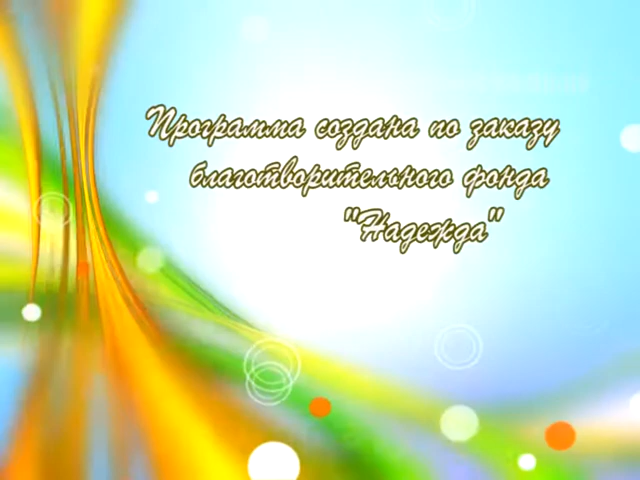 Программа создана по заказу
благотворительного фонда
"Надежда"